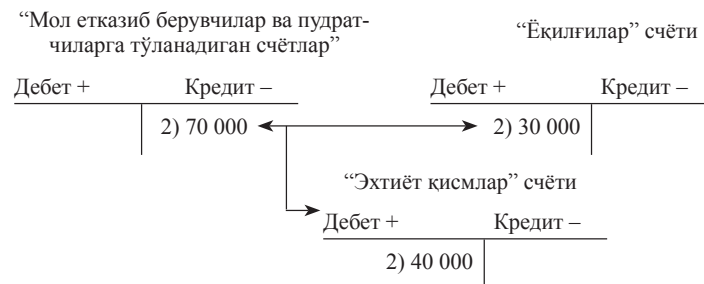 “Мол етказиб берувчилар ва пудрат-
чиларга тўланадиган счётлар”
“Ёқилғилар” счёти
Дебет + Кредит –
Дебет + Кредит –
2) 70 000
2) 30 000
“Эхтиёт қисмлар” счёти
Дебет + Кредит –
2) 40 000